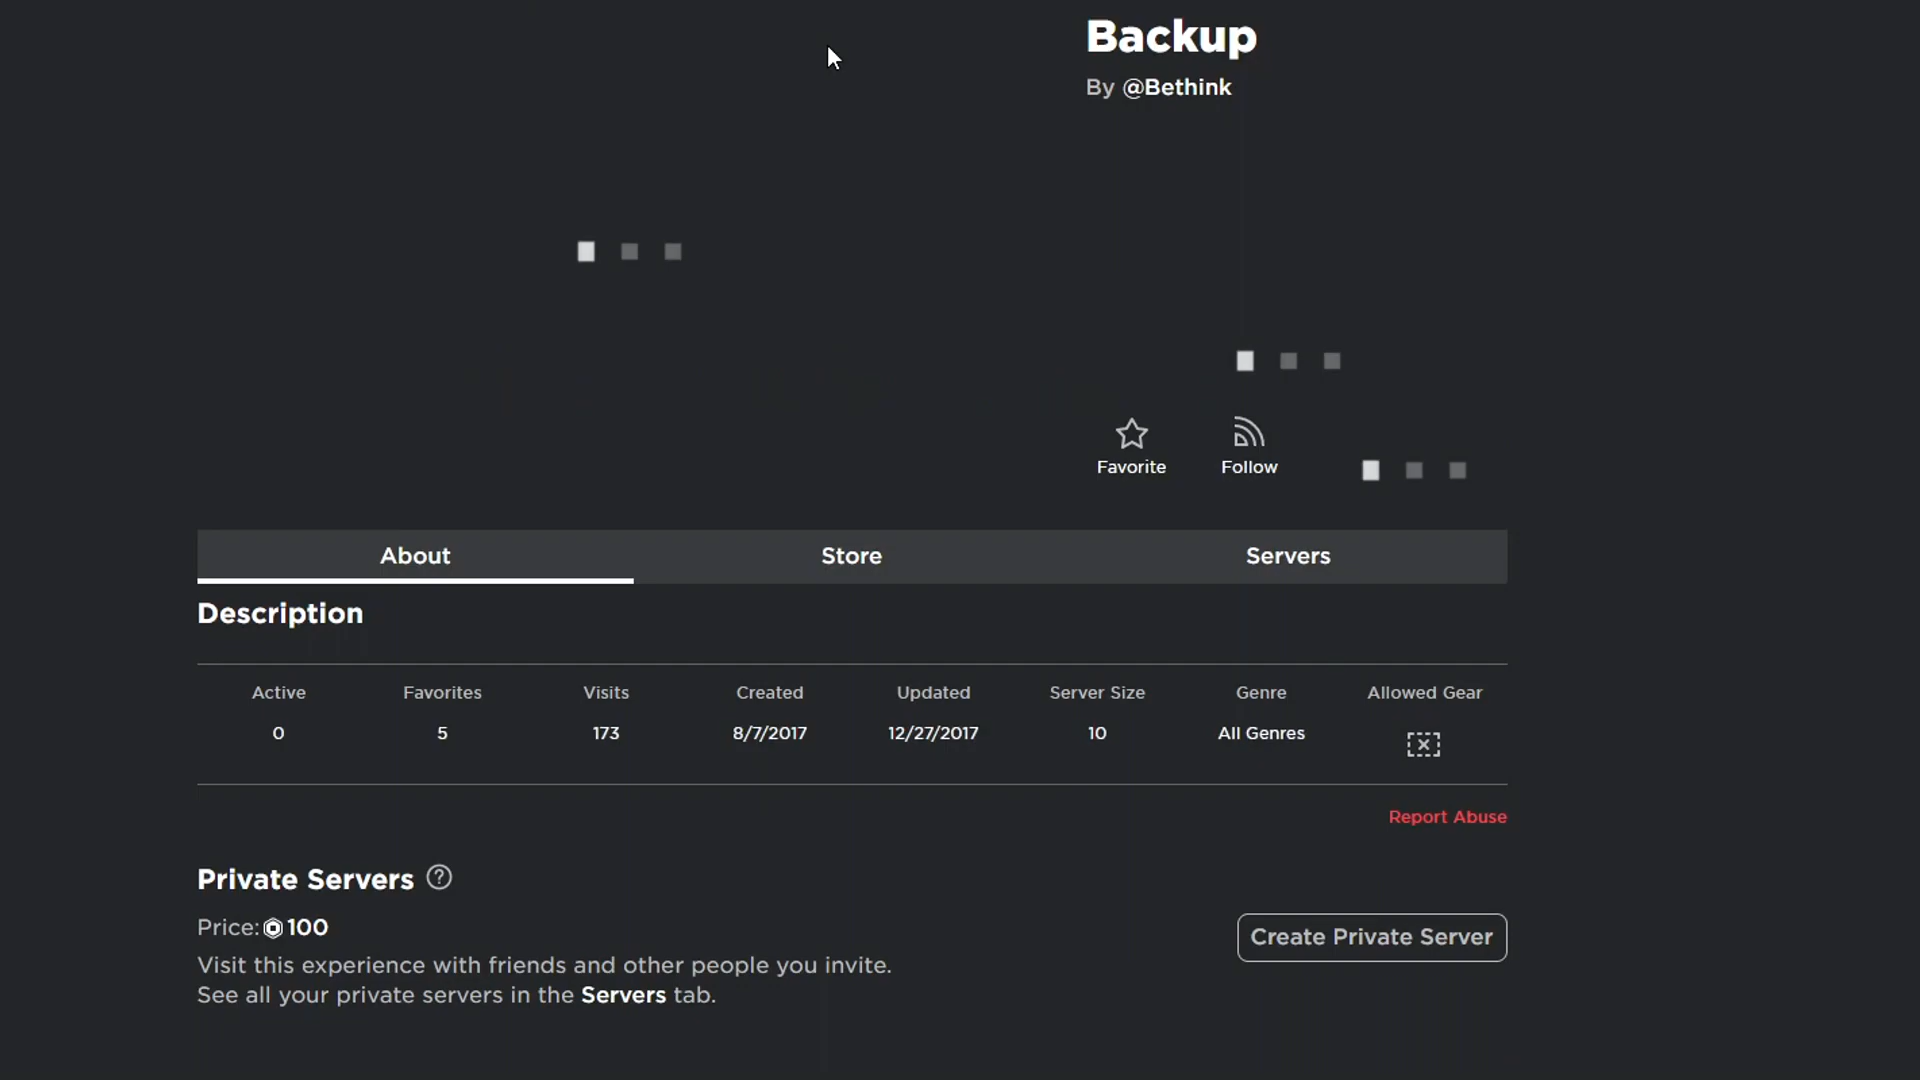 Backup
By @Bethink
Favorite
Follow
About
Store
Servers
Description
Active
Favorites
Visits
Created
Updated
Server Size
Genre
Allowed Gear
0
5
173
8/7/2017
12/27/2017
10
All Genres
Report Abuse
Private Servers
Price: 100
Create Private Server
Visit this experience with friends and other people you invite.
See all your private servers in the Servers tab.